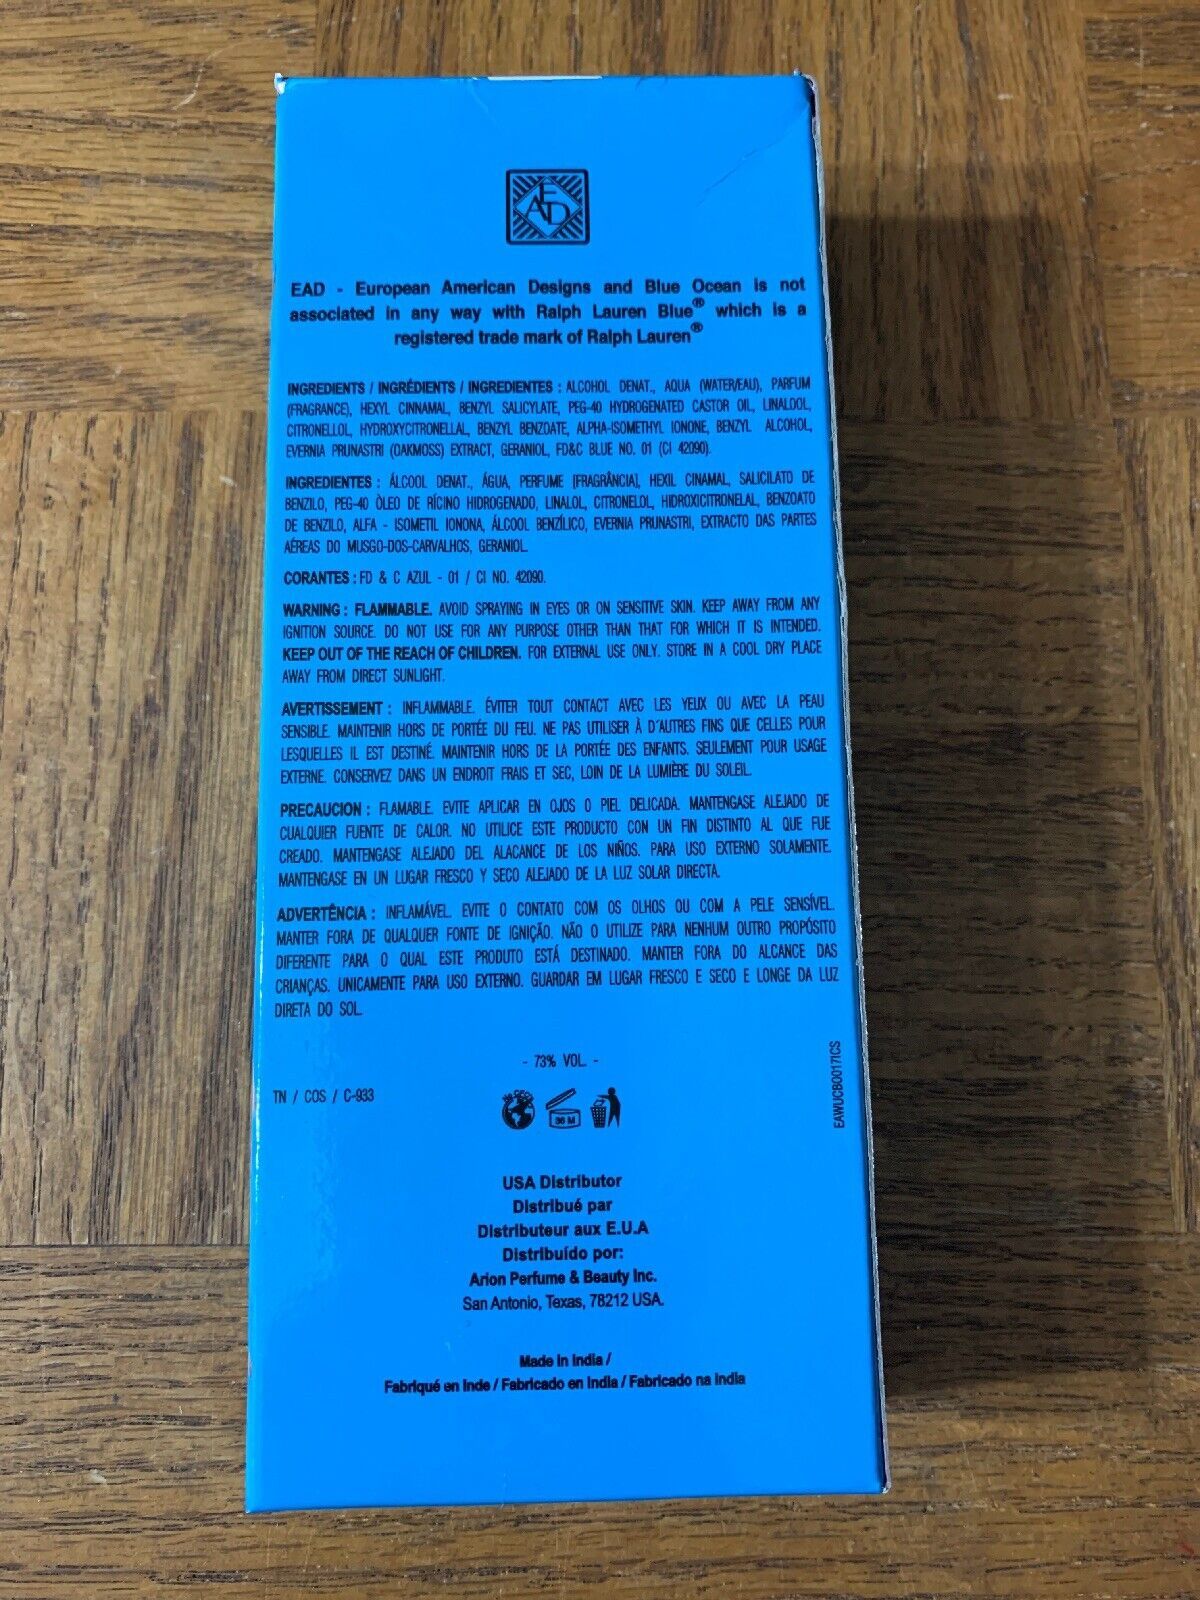 EAD
EAD - European American Designs and Blue Ocean is not
associated in any way with Ralph Lauren Blue® which is a
registered trade mark of Ralph Lauren®
INGREDIENTS / INGRÉDIENTS / INGREDIENTES : ALCOHOL DENAT., AQUA (WATER/EAU), PARFUM
(FRAGRANCE), HEXYL CINNAMAL, BENZYL SALICYLATE, PEG-40 HYDROGENATED CASTOR OIL, LINALOOL,
CITRONELLOL, HYDROXYCITRONELLAL, BENZYL BENZOATE, ALPHA-ISOMETHYL IONONE, BENZYL ALCOHOL,
EVERNIA PRUNASTRI (OAKMOSS) EXTRACT, GERANIOL, FD&C BLUE NO. 01 (CI 42090).
INGREDIENTES : ÁLCOOL DENAT., ÁGUA, PERFUME [FRAGRÂNCIA], HEXIL CINAMAL, SALICILATO DE
BENZILO, PEG-40 ÒLEO DE RÍCINO HIDROGENADO, LINALOL, CITRONELOL, HIDROXICITRONELAL, BENZOATO
DE BENZILO, ALFA - ISOMETIL IONONA, ÁLCOOL BENZÍLICO, EVERNIA PRUNASTRI, EXTRACTO DAS PARTES
AÉREAS DO MUSGO-DOS-CARVALHOS, GERANIOL.
CORANTES : FD & C AZUL - 01 / CI NO. 42090.
WARNING : FLAMMABLE. AVOID SPRAYING IN EYES OR ON SENSITIVE SKIN. KEEP AWAY FROM ANY
IGNITION SOURCE. DO NOT USE FOR ANY PURPOSE OTHER THAN THAT FOR WHICH IT IS INTENDED.
KEEP OUT OF THE REACH OF CHILDREN. FOR EXTERNAL USE ONLY. STORE IN A COOL DRY PLACE
AWAY FROM DIRECT SUNLIGHT.
AVERTISSEMENT : INFLAMMABLE. ÉVITER TOUT CONTACT AVEC LES YEUX OU AVEC LA PEAU
SENSIBLE. MAINTENIR HORS DE PORTÉE DU FEU. NE PAS UTILISER À D'AUTRES FINS QUE CELLES POUR
LESQUELLES IL EST DESTINÉ. MAINTENIR HORS DE LA PORTÉE DES ENFANTS. SEULEMENT POUR USAGE
EXTERNE. CONSERVEZ DANS UN ENDROIT FRAIS ET SEC, LOIN DE LA LUMIÈRE DU SOLEIL.
PRECAUCION : FLAMABLE. EVITE APLICAR EN OJOS O PIEL DELICADA. MANTENGASE ALEJADO DE
CUALQUIER FUENTE DE CALOR. NO UTILICE ESTE PRODUCTO CON UN FIN DISTINTO AL QUE FUE
CREADO. MANTENGASE ALEJADO DEL ALACANCE DE LOS NIÑOS. PARA USO EXTERNO SOLAMENTE.
MANTENGASE EN UN LUGAR FRESCO Y SECO ALEJADO DE LA LUZ SOLAR DIRECTA.
ADVERTÊNCIA : INFLAMÁVEL. EVITE O CONTATO COM OS OLHOS OU COM A PELE SENSÍVEL.
MANTER FORA DE QUALQUER FONTE DE IGNIÇÃO. NÃO O UTILIZE PARA NENHUM OUTRO PROPÓSITO
DIFERENTE PARA O QUAL ESTE PRODUTO ESTÁ DESTINADO. MANTER FORA DO ALCANCE DAS
CRIANÇAS. UNICAMENTE PARA USO EXTERNO. GUARDAR EM LUGAR FRESCO E SECO E LONGE DA LUZ
DIRETA DO SOL.
- 73% VOL. -
TN / COS / C-933
36 M
EAWUCB0017ICS
USA Distributor
Distribué par
Distributeur aux E.U.A
Distribuído por:
Arion Perfume & Beauty Inc.
San Antonio, Texas, 78212 USA.
Made in India /
Fabriqué en Inde / Fabricado en India / Fabricado na India